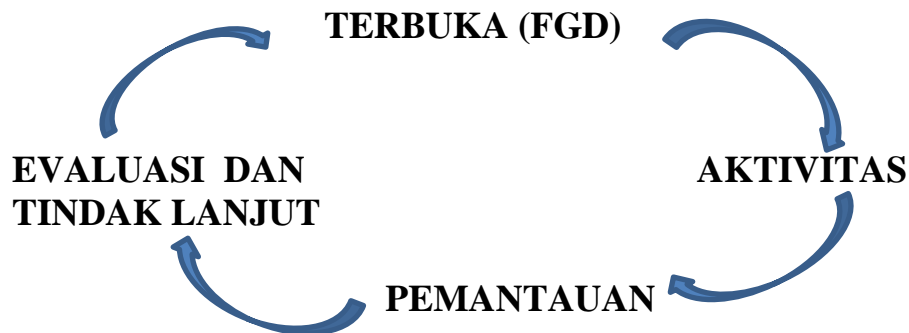 TERBUKA (FGD)
EVALUASI DAN
TINDAK LANJUT
AKTIVITAS
PEMANTAUAN